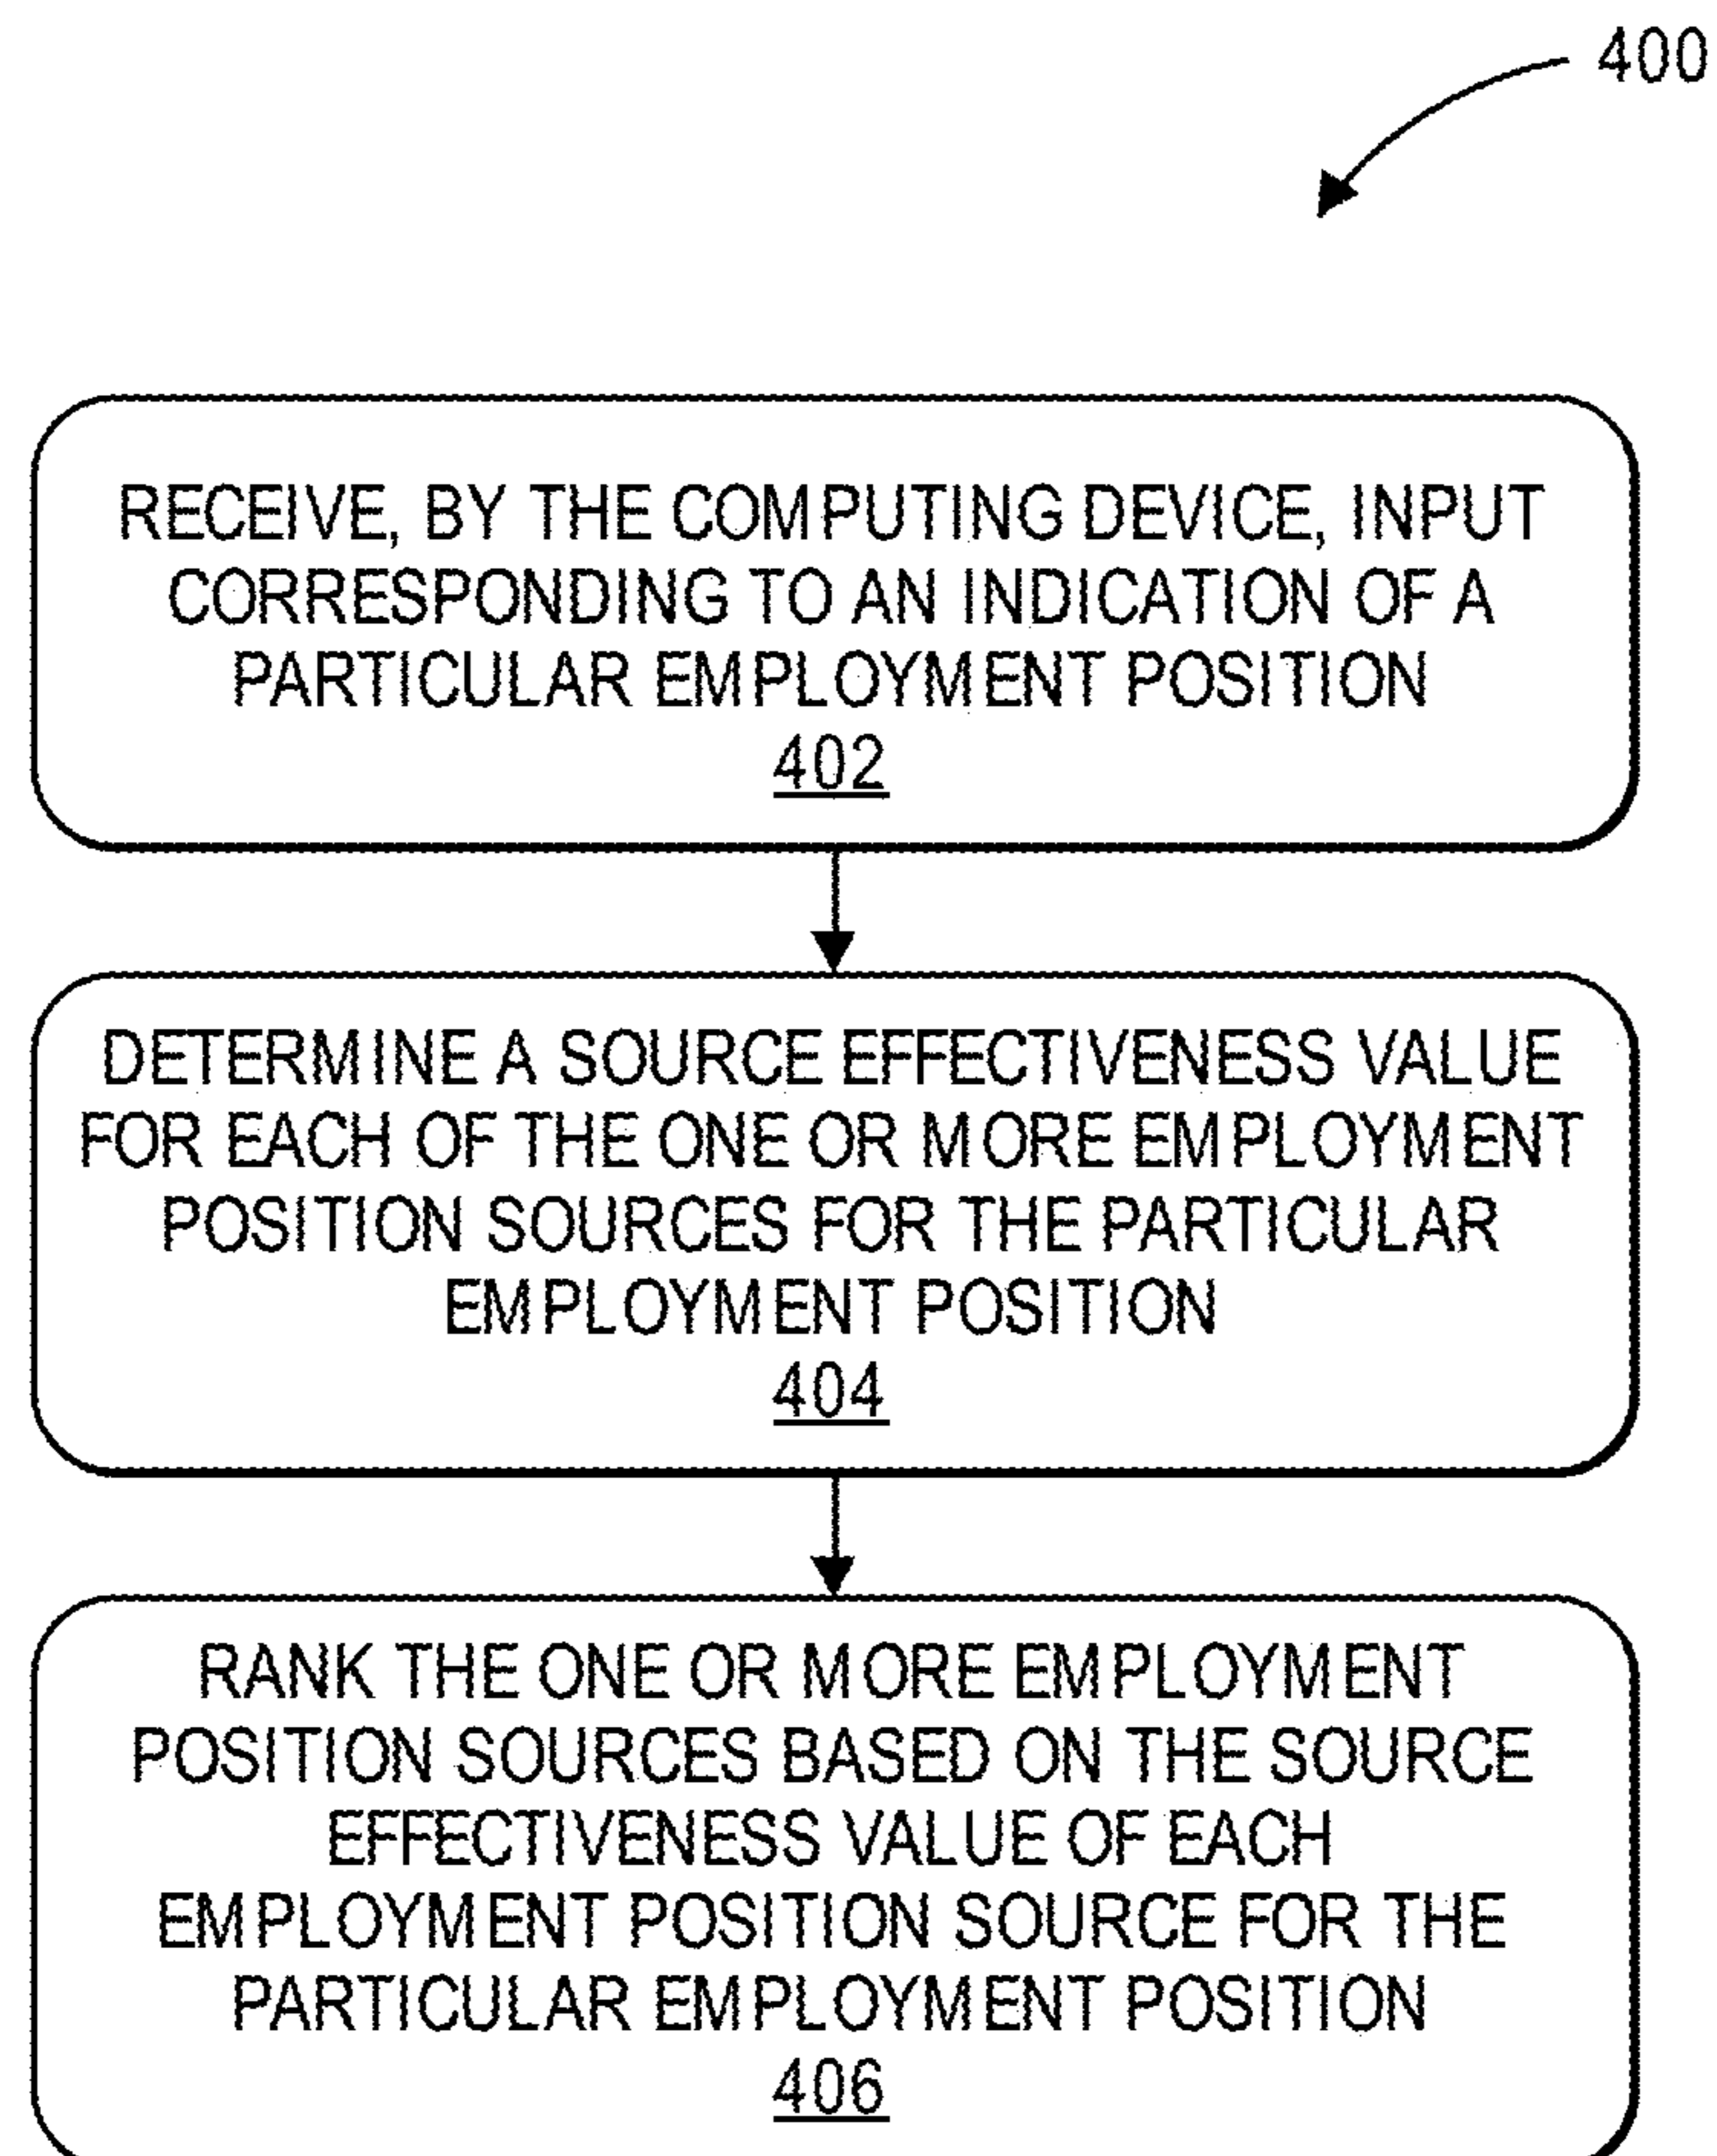 400
RECEIVE, BY THE COMPUTING DEVICE, INPUT
CORRESPONDING TO AN INDICATION OF A
PARTICULAR EMPLOYMENT POSITION
402
DETERMINE A SOURCE EFFECTIVENESS VALUE
FOR EACH OF THE ONE OR MORE EMPLOYMENT
POSITION SOURCES FOR THE PARTICULAR
EMPLOYMENT POSITION
404
RANK THE ONE OR MORE EMPLOYMENT
POSITION SOURCES BASED ON THE SOURCE
EFFECTIVENESS VALUE OF EACH
EMPLOYMENT POSITION SOURCE FOR THE
PARTICULAR EMPLOYMENT POSITION
406